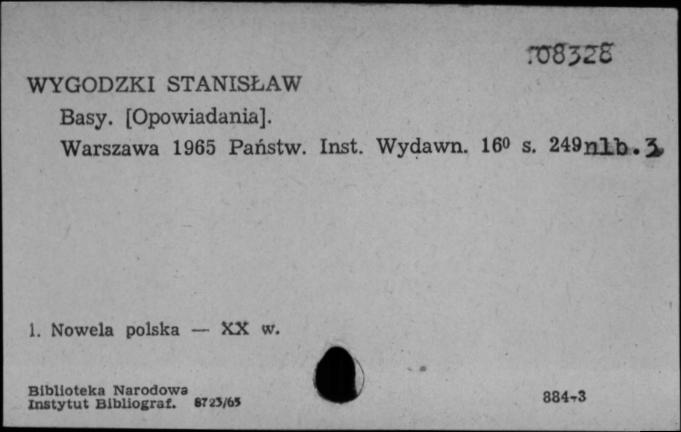 708328
WYGODZKI STANISŁAW
Basy. [Opowiadania].
Warszawa 1965 Państw. Inst. Wydawn. 16⁰ s. 249nlb.3
1. Nowela polska — XX w.
Biblioteka Narodowa
Instytut Bibliograf. 8723/65
884-3